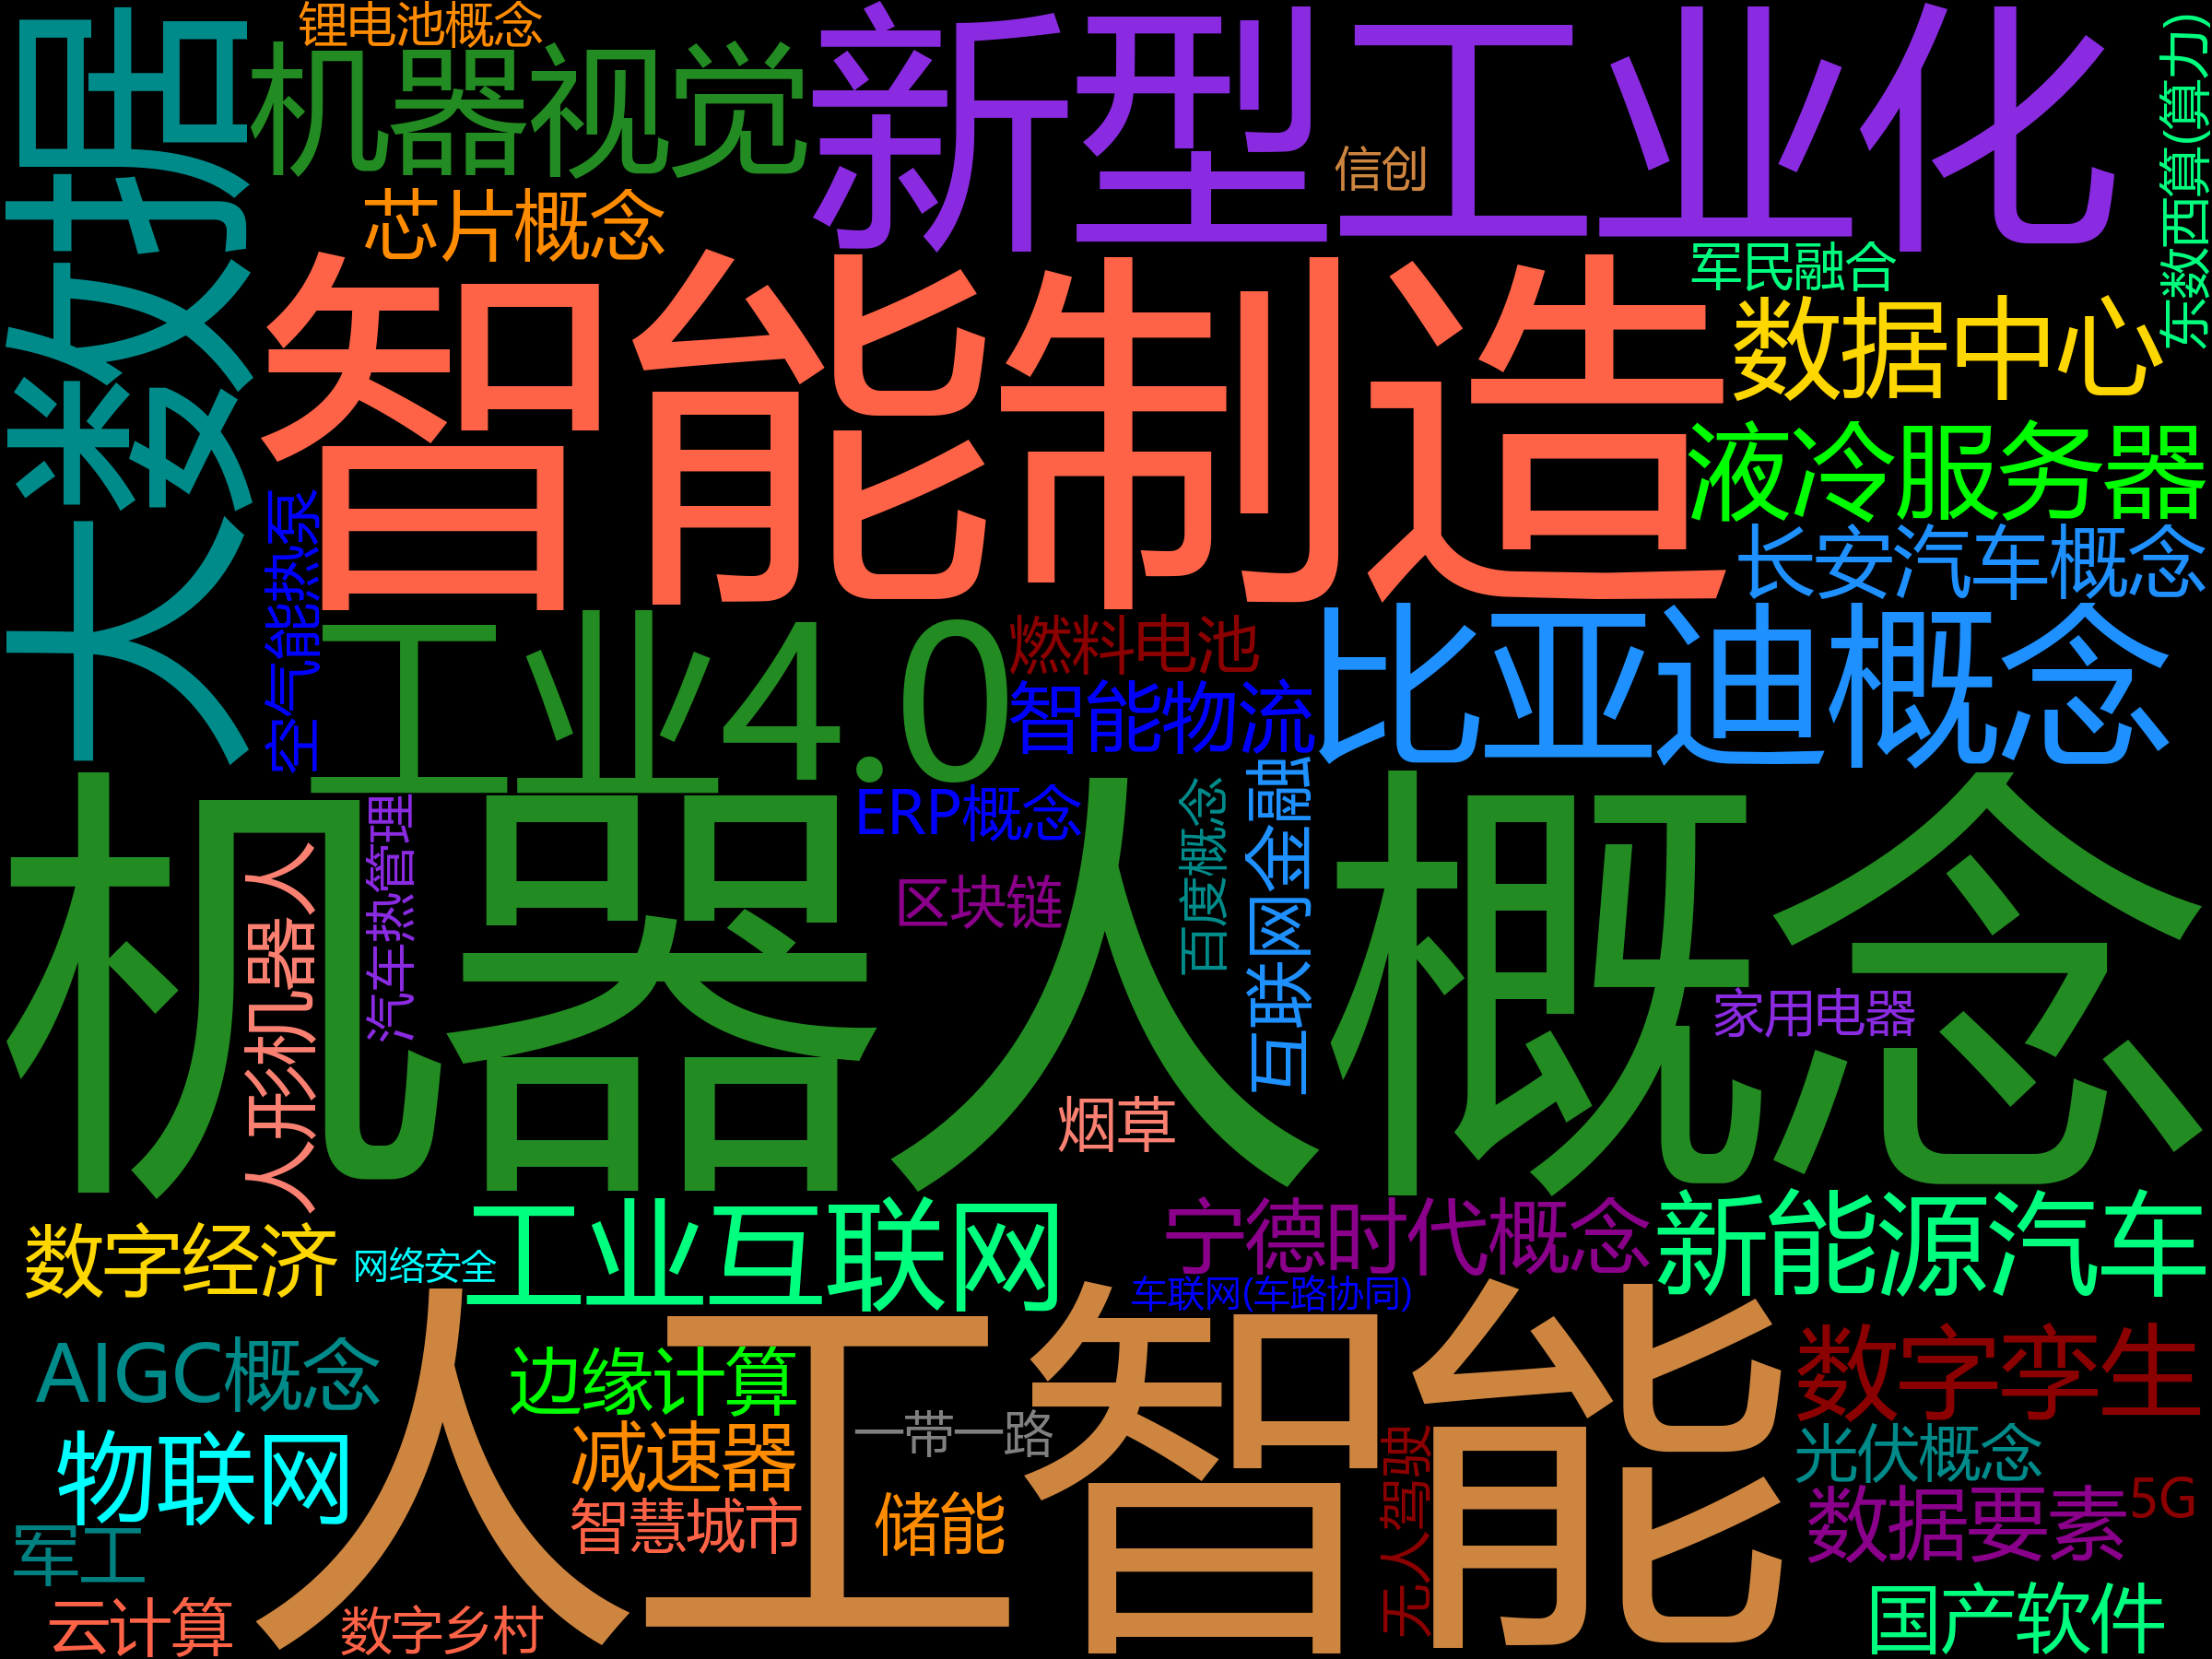 锂电池概念
大数据
机器视觉
新型工业化
东数西算(算力)
信创
芯片概念
军民融合
智能制造
数据中心
液冷服务器
空气能热泵
长安汽车概念
工业4.0
燃料电池
比亚迪概念
智能物流
ERP概念
百度概念
互联网金融
汽车热管理
机器人概念
人形机器人
区块链
家用电器
烟草
数字经济
网络安全
工业互联网
宁德时代概念
新能源汽车
车联网(车路协同)
人工智能
AIGC概念
边缘计算
数字孪生
减速器
一带一路
无人驾驶
光伏概念
物联网
智慧城市
储能
数据要素
5G
军工
云计算
数字乡村
国产软件